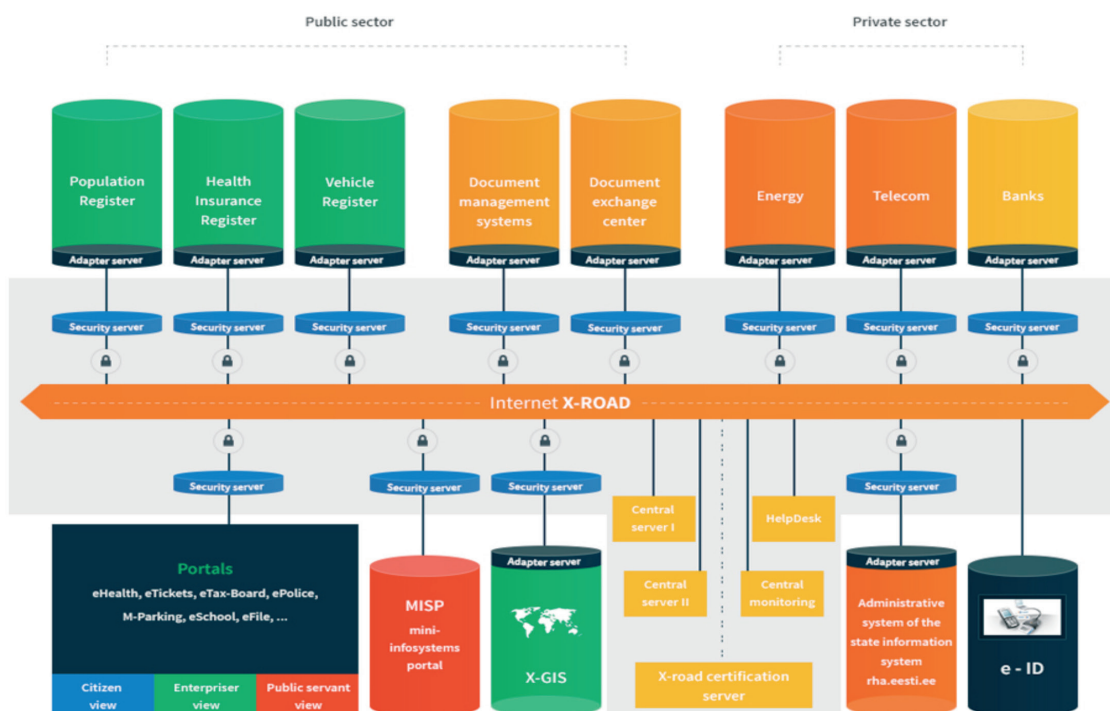 Public sector
Private sector
Population
Register
Health
Insurance
Register
Vehicle
Register
Document
management
systems
Document
exchange
center
Energy
Telecom
Banks
Adapter server
Adapter server
Adapter server
Adapter server
Adapter server
Adapter server
Adapter server
Adapter server
Security server
Security server
Security server
Security server
Security server
Security server
Security server
Security server
Internet X-ROAD
Security server
Security server
Security server
Security server
Central
server I
HelpDesk
Portals
eHealth, eTickets, eTax-Board, ePolice,
M-Parking, eSchool, eFile, ...
Citizen
view
Enterpriser
view
Public servant
view
MISP
mini-
infosystems
portal
Adapter server
X-GIS
Central
server II
Central
monitoring
X-road certification
server
Adapter server
Administrative
system of the
state information
system
rha.eesti.ee
e - ID